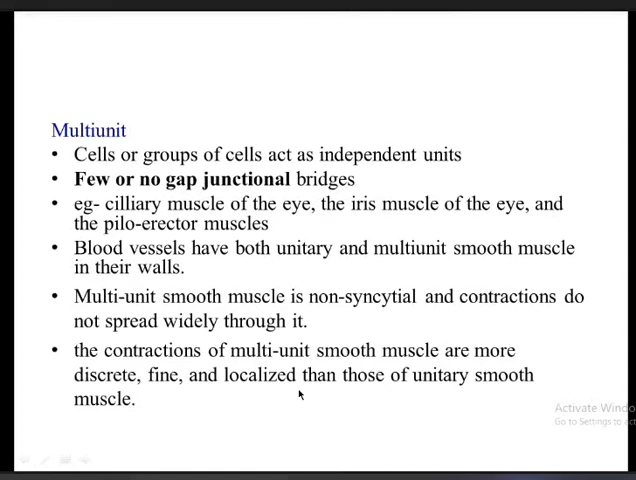 Multiunit
• Cells or groups of cells act as independent units
• Few or no gap junctional bridges
• eg- cilliary muscle of the eye, the iris muscle of the eye, and
the pilo-erector muscles
• Blood vessels have both unitary and multiunit smooth muscle
in their walls.
• Multi-unit smooth muscle is non-syncytial and contractions do
not spread widely through it.
• the contractions of multi-unit smooth muscle are more
discrete, fine, and localized than those of unitary smooth
muscle.
Activate Windo
Go to Settings to act